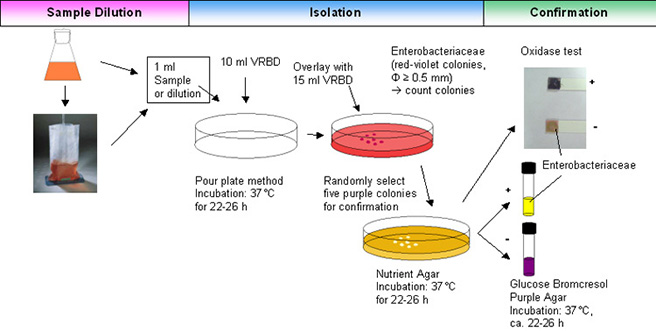 Sample Dilution
Isolation
Confirmation
1 ml
Sample
or dilution
10 ml VRBD
Overlay with
15 ml VRBD
Enterobacteriaceae
(red-violet colonies,
Φ ≥ 0.5 mm)
→ count colonies
Oxidase test
+
-
Enterobacteriaceae
Pour plate method
Incubation: 37°C
for 22-26 h
Randomly select
five purple colonies
for confirmation
+
-
Nutrient Agar
Incubation: 37°C
for 22-26 h
Glucose Bromcresol
Purple Agar
Incubation: 37°C,
ca. 22-26 h